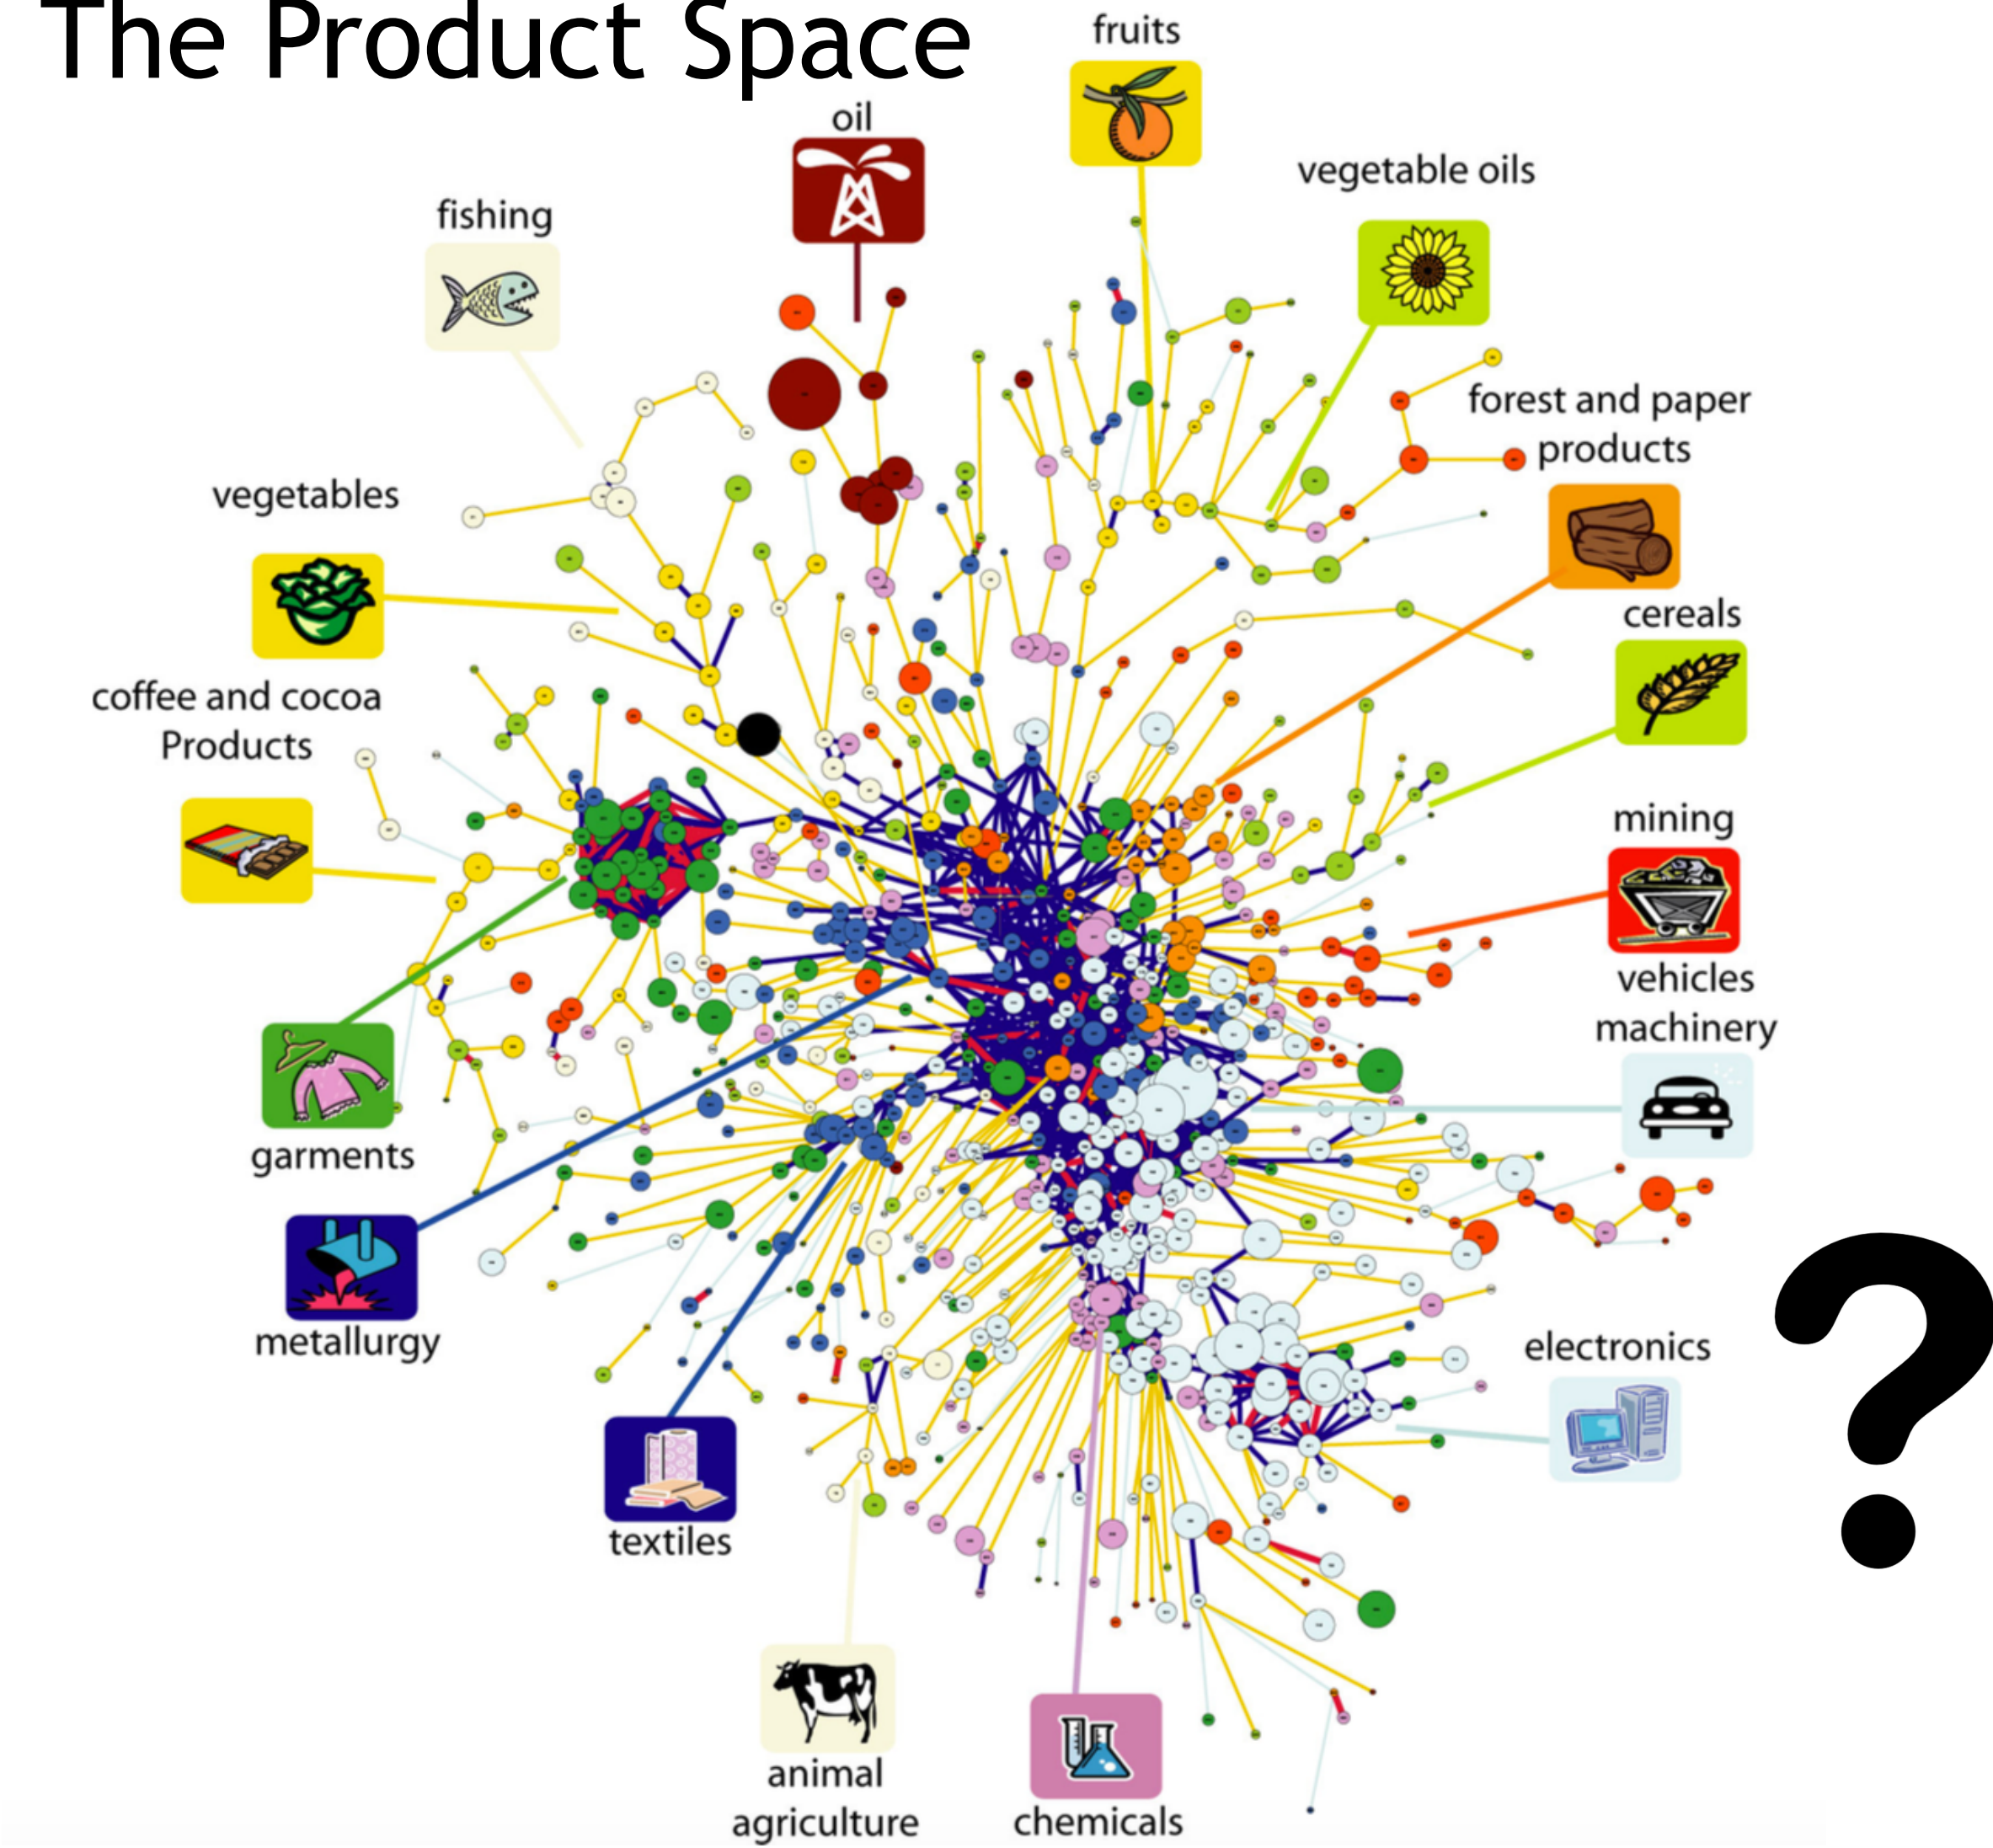 The Product Space
fruits
oil
vegetable oils
fishing
forest and paper
products
vegetables
cereals
coffee and cocoa
Products
mining
vehicles
machinery
garments
metallurgy
electronics
?
textiles
animal
agriculture
chemicals